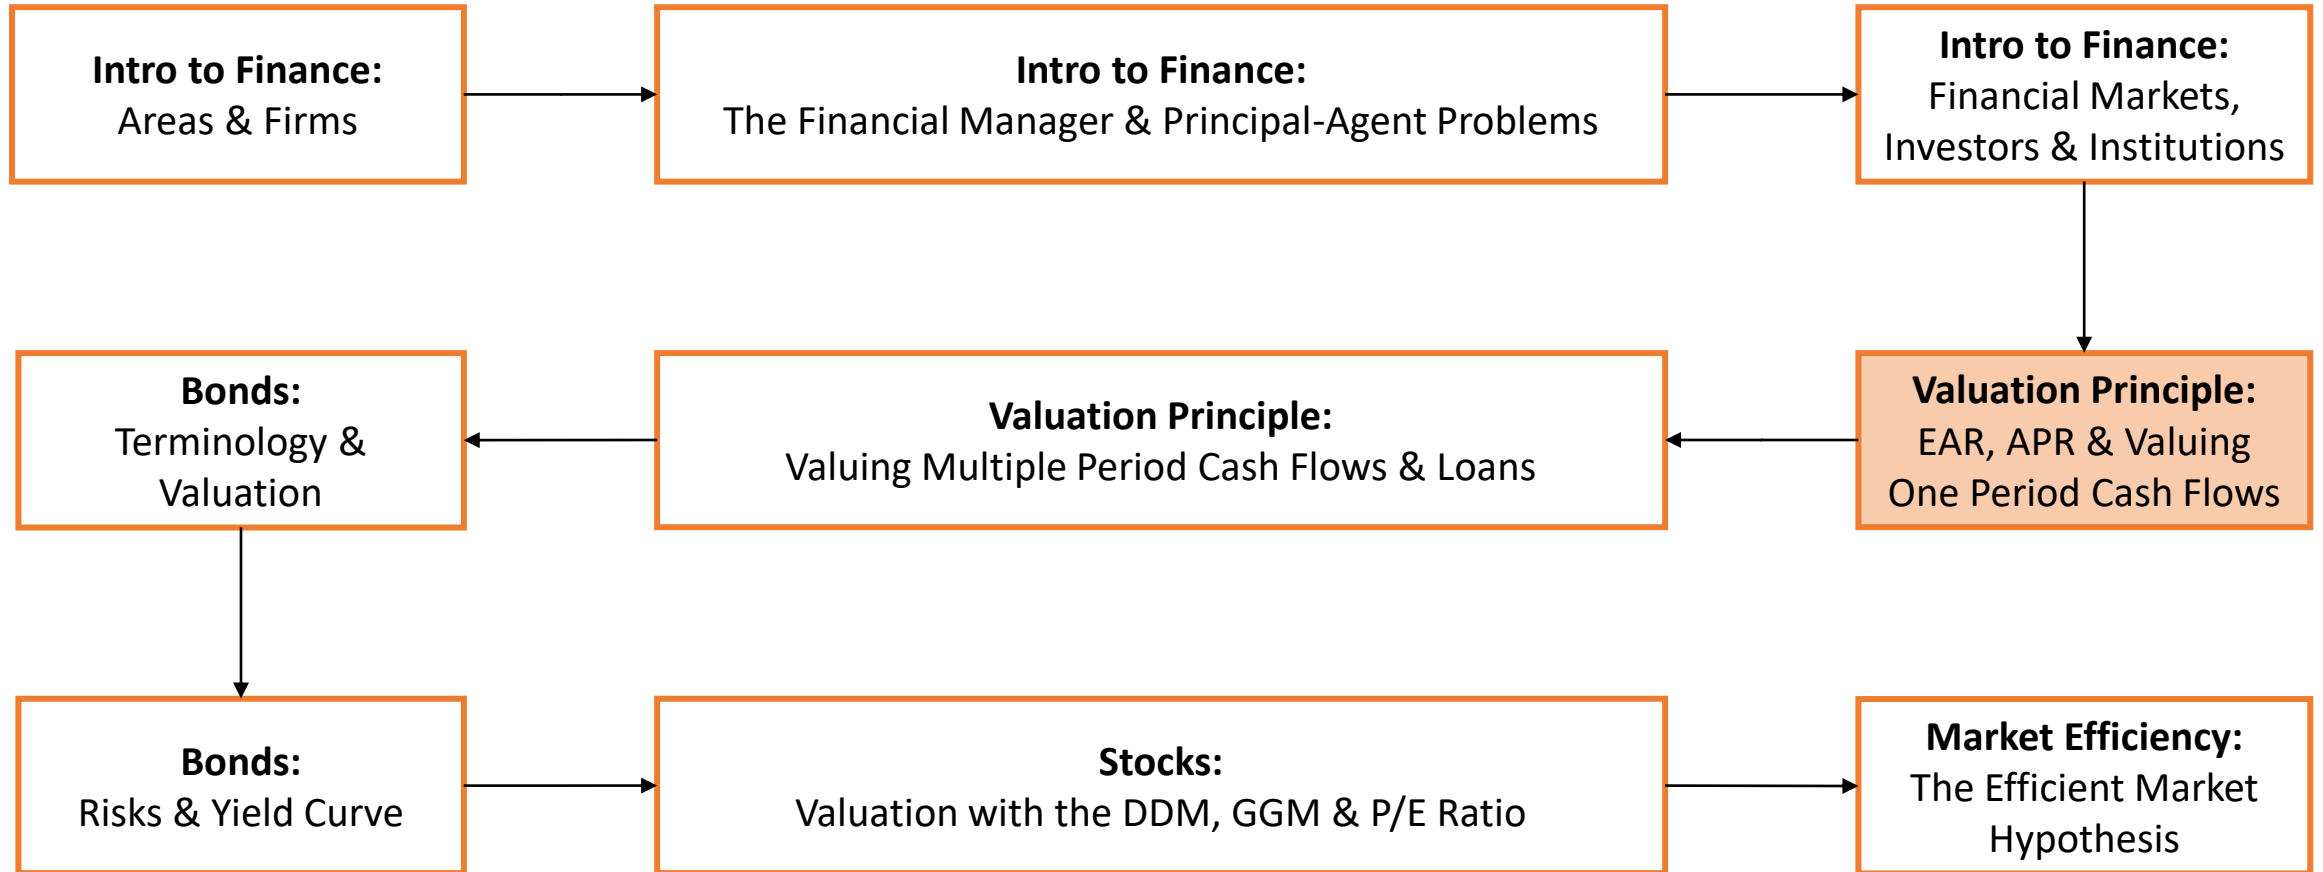 Intro to Finance:
Areas & Firms
Intro to Finance:
The Financial Manager & Principal-Agent Problems
Intro to Finance:
Financial Markets,
Investors & Institutions
Valuation Principle:
EAR, APR & Valuing
One Period Cash Flows
Valuation Principle:
Valuing Multiple Period Cash Flows & Loans
Bonds:
Terminology &
Valuation
Bonds:
Risks & Yield Curve
Stocks:
Valuation with the DDM, GGM & P/E Ratio
Market Efficiency:
The Efficient Market
Hypothesis